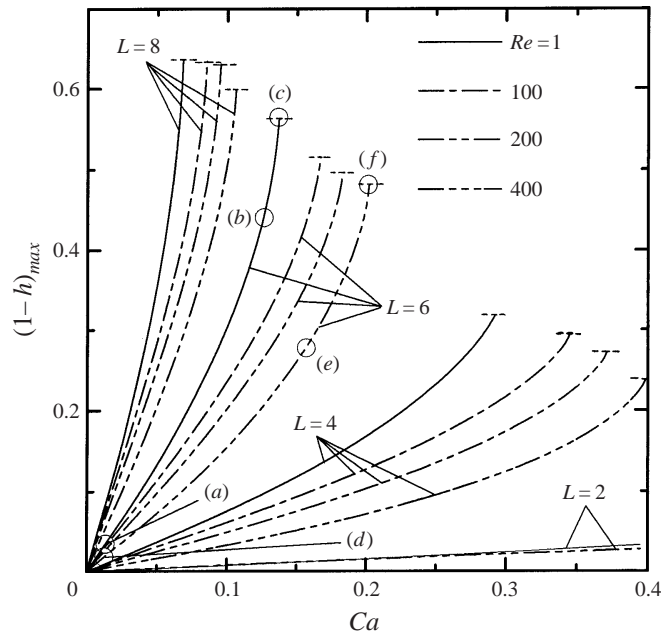 L = 8
Re = 1
0.6
(c)
100
(f)
200
(b)
400
0.4
(1– h)max
L = 6
(e)
0.2
L = 4
(a)
L = 2
(d)
0
0.1
0.2
0.3
0.4
Ca